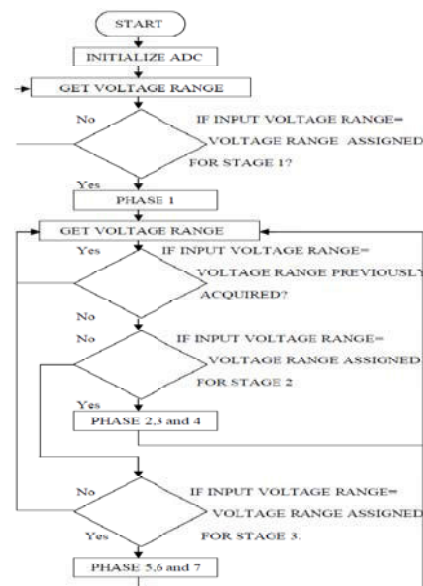 START
INITIALIZE ADC
GET VOLTAGE RANGE
No
IF INPUT VOLTAGE RANGE=
VOLTAGE RANGE ASSIGNED
FOR STAGE 1?
Yes
PHASE 1
GET VOLTAGE RANGE
Yes
IF INPUT VOLTAGE RANGE=
VOLTAGE RANGE PREVIOUSLY
ACQUIRED?
No
No
IF INPUT VOLTAGE RANGE=
VOLTAGE RANGE ASSIGNED
FOR STAGE 2
Yes
PHASE 2,3 and 4
No
IF INPUT VOLTAGE RANGE=
VOLTAGE RANGE ASSIGNED
Yes
FOR STAGE 3.
PHASE 5,6 and 7